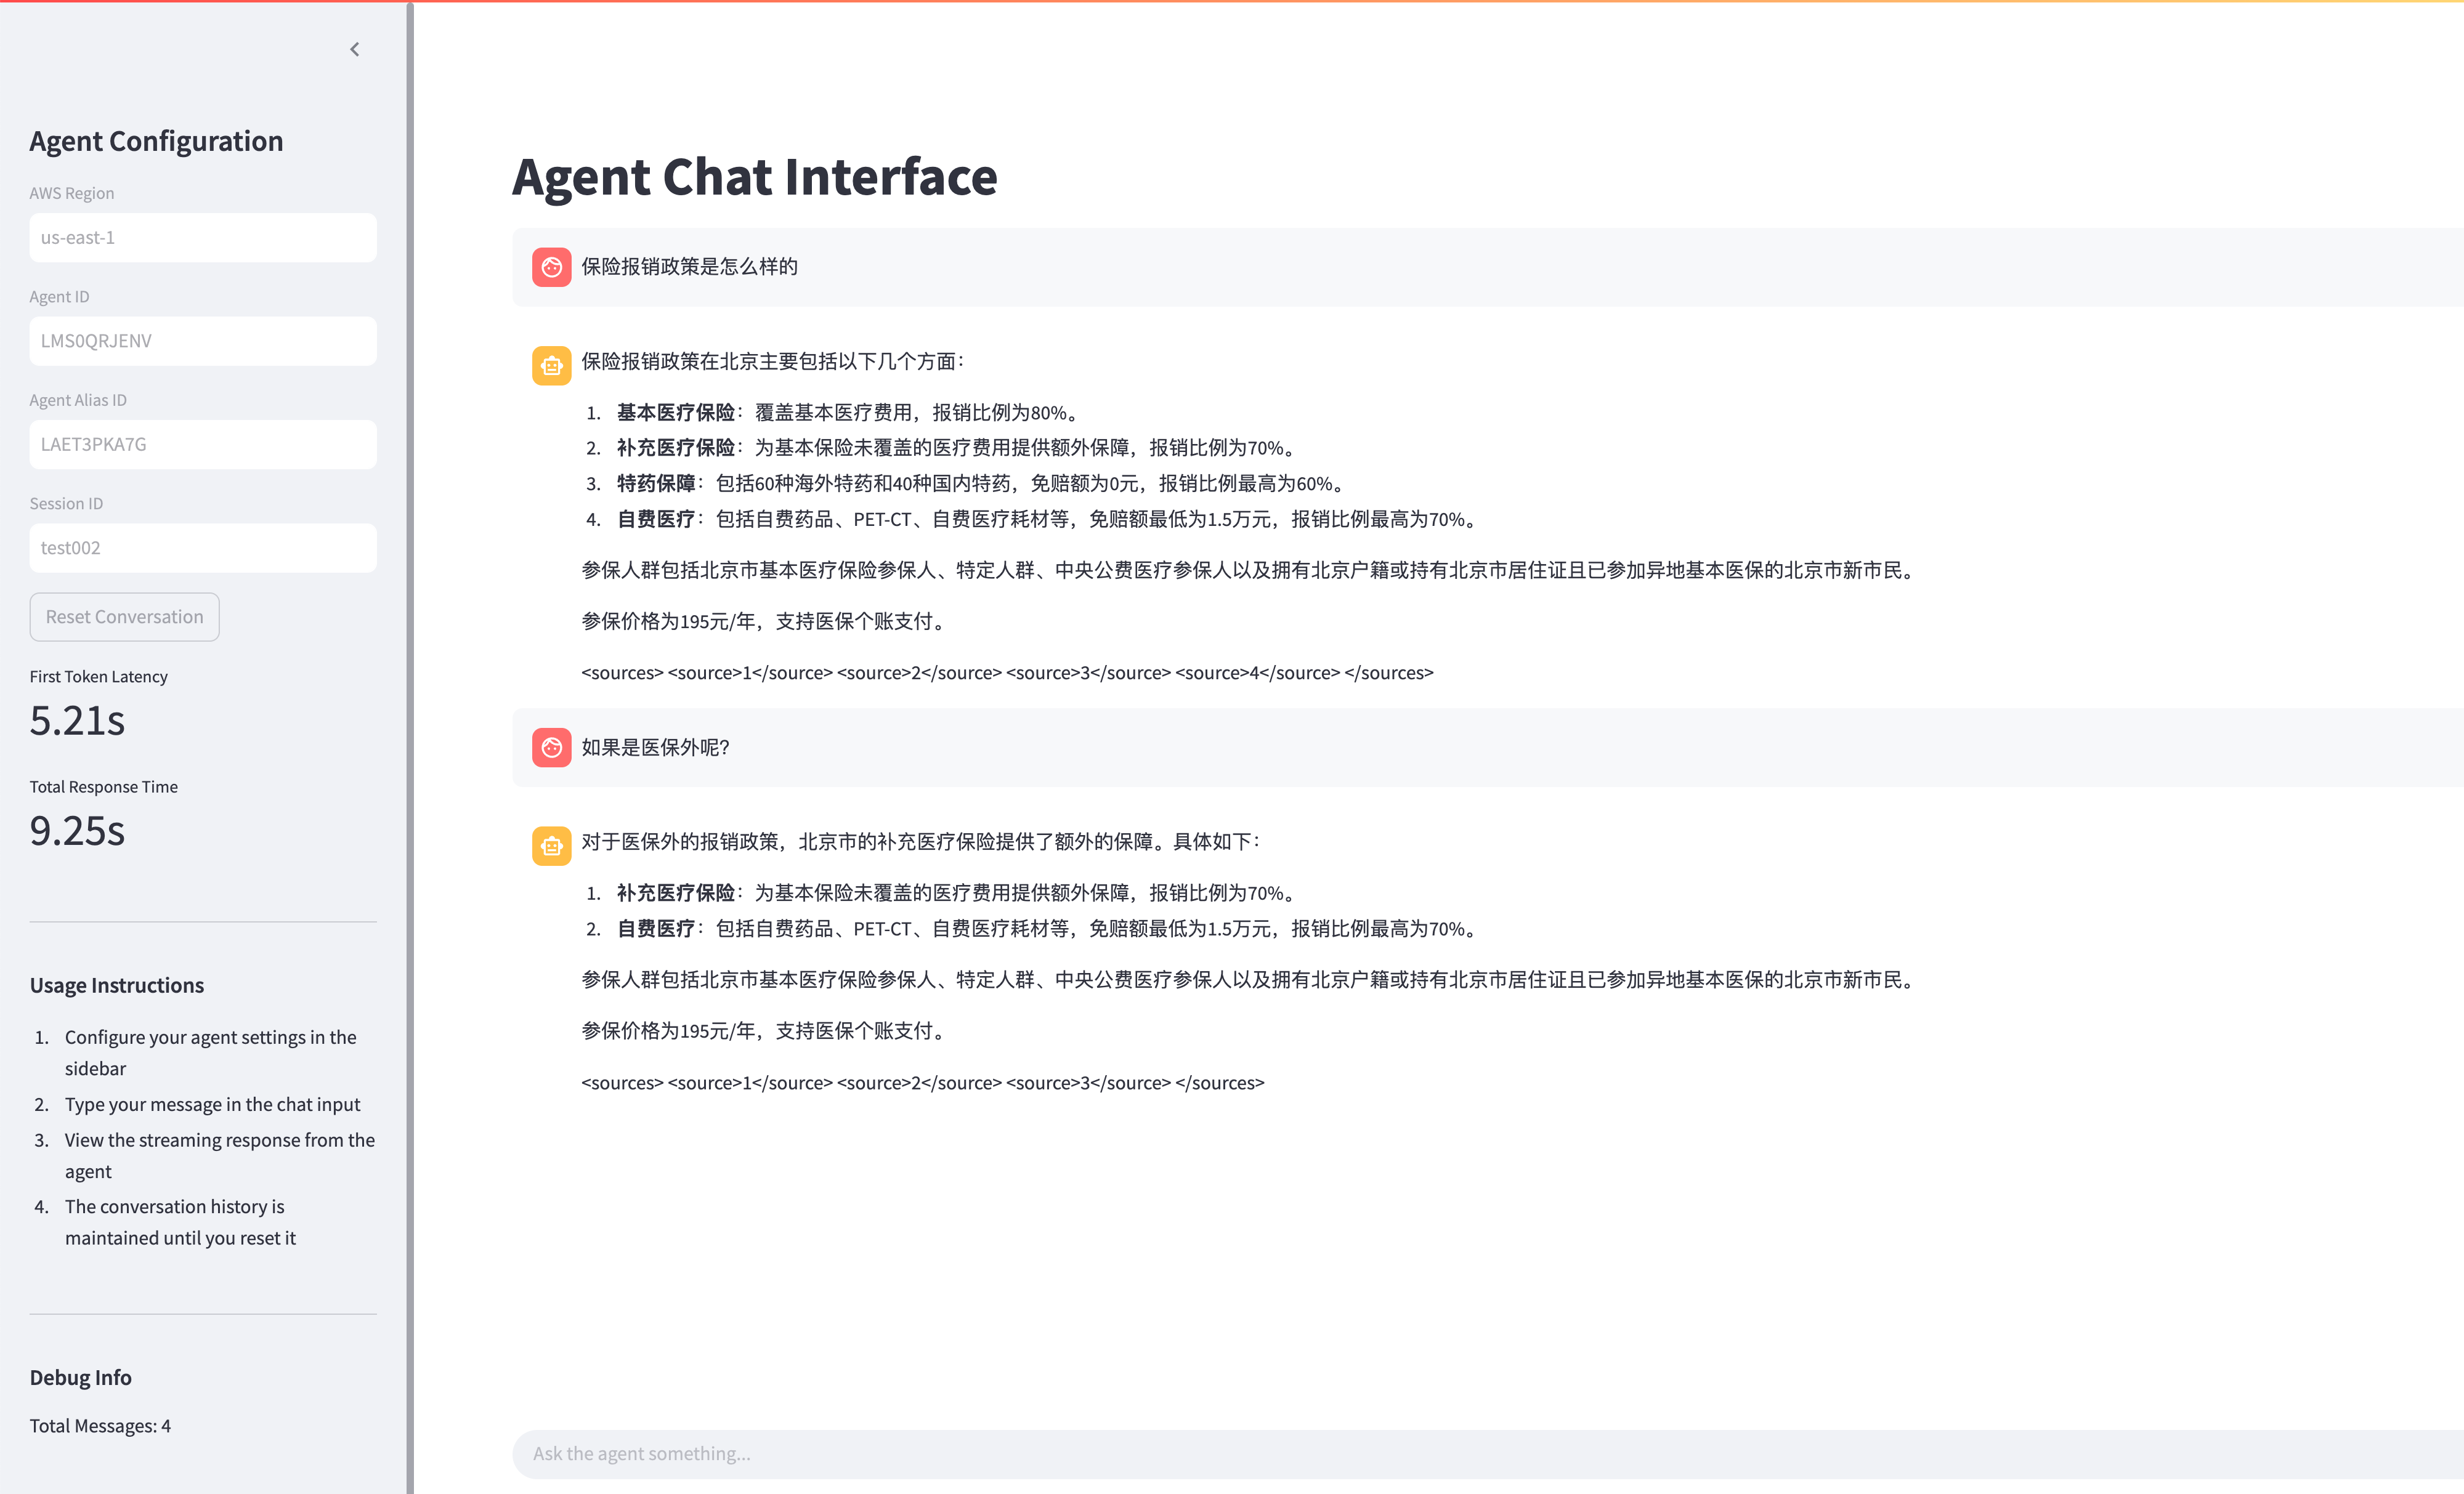 Agent Configuration
AWS Region
us-east-1
Agent ID
LMS0QRJENV
Agent Alias ID
LAET3PKA7G
Session ID
test002
Reset Conversation
First Token Latency
5.21s
Total Response Time
9.25s
Usage Instructions
1. Configure your agent settings in the
sidebar
2. Type your message in the chat input
3. View the streaming response from the
agent
4. The conversation history is
maintained until you reset it
Debug Info
Total Messages: 4
Agent Chat Interface
保险报销政策是怎么样的
保险报销政策在北京主要包括以下几个方面：
1. 基本医疗保险：覆盖基本医疗费用，报销比例为80%。
2. 补充医疗保险：为基本保险未覆盖的医疗费用提供额外保障，报销比例为70%。
3. 特药保障：包括60种海外特药和40种国内特药，免赔额为0元，报销比例最高为60%。
4. 自费医疗：包括自费药品、PET-CT、自费医疗耗材等，免赔额最低为1.5万元，报销比例最高为70%。
参保人群包括北京市基本医疗保险参保人、特定人群、中央公费医疗参保人以及拥有北京户籍或持有北京市居住证且已参加异地基本医保的北京市新市民。
参保价格为195元/年，支持医保个账支付。
<sources> <source>1</source> <source>2</source> <source>3</source> <source>4</source> </sources>
如果是医保外呢?
对于医保外的报销政策，北京市的补充医疗保险提供了额外的保障。具体如下：
1. 补充医疗保险：为基本保险未覆盖的医疗费用提供额外保障，报销比例为70%。
2. 自费医疗：包括自费药品、PET-CT、自费医疗耗材等，免赔额最低为1.5万元，报销比例最高为70%。
参保人群包括北京市基本医疗保险参保人、特定人群、中央公费医疗参保人以及拥有北京户籍或持有北京市居住证且已参加异地基本医保的北京市新市民。
参保价格为195元/年，支持医保个账支付。
<sources> <source>1</source> <source>2</source> <source>3</source> </sources>
Ask the agent something...